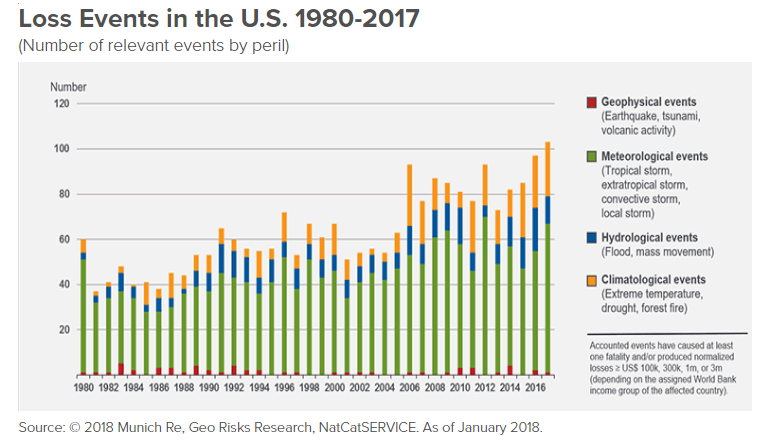 Loss Events in the U.S. 1980-2017
(Number of relevant events by peril)
Number
120
100
80
60
40
20
1980 1982 1984 1986 1988 1990 1992 1994 1996 1998 2000 2002 2004 2006 2008 2010 2012 2014 2016
Geophysical events
(Earthquake, tsunami,
volcanic activity)
Meteorological events
(Tropical storm,
extratropical storm,
convective storm,
local storm)
Hydrological events
(Flood, mass movement)
Climatological events
(Extreme temperature,
drought, forest fire)
Accounted events have caused at least
one fatality and/or produced normalized
losses ≥ US$ 100k, 300k, 1m, or 3m
(depending on the assigned World Bank
income group of the affected country).
Source: © 2018 Munich Re, Geo Risks Research, NatCatSERVICE. As of January 2018.